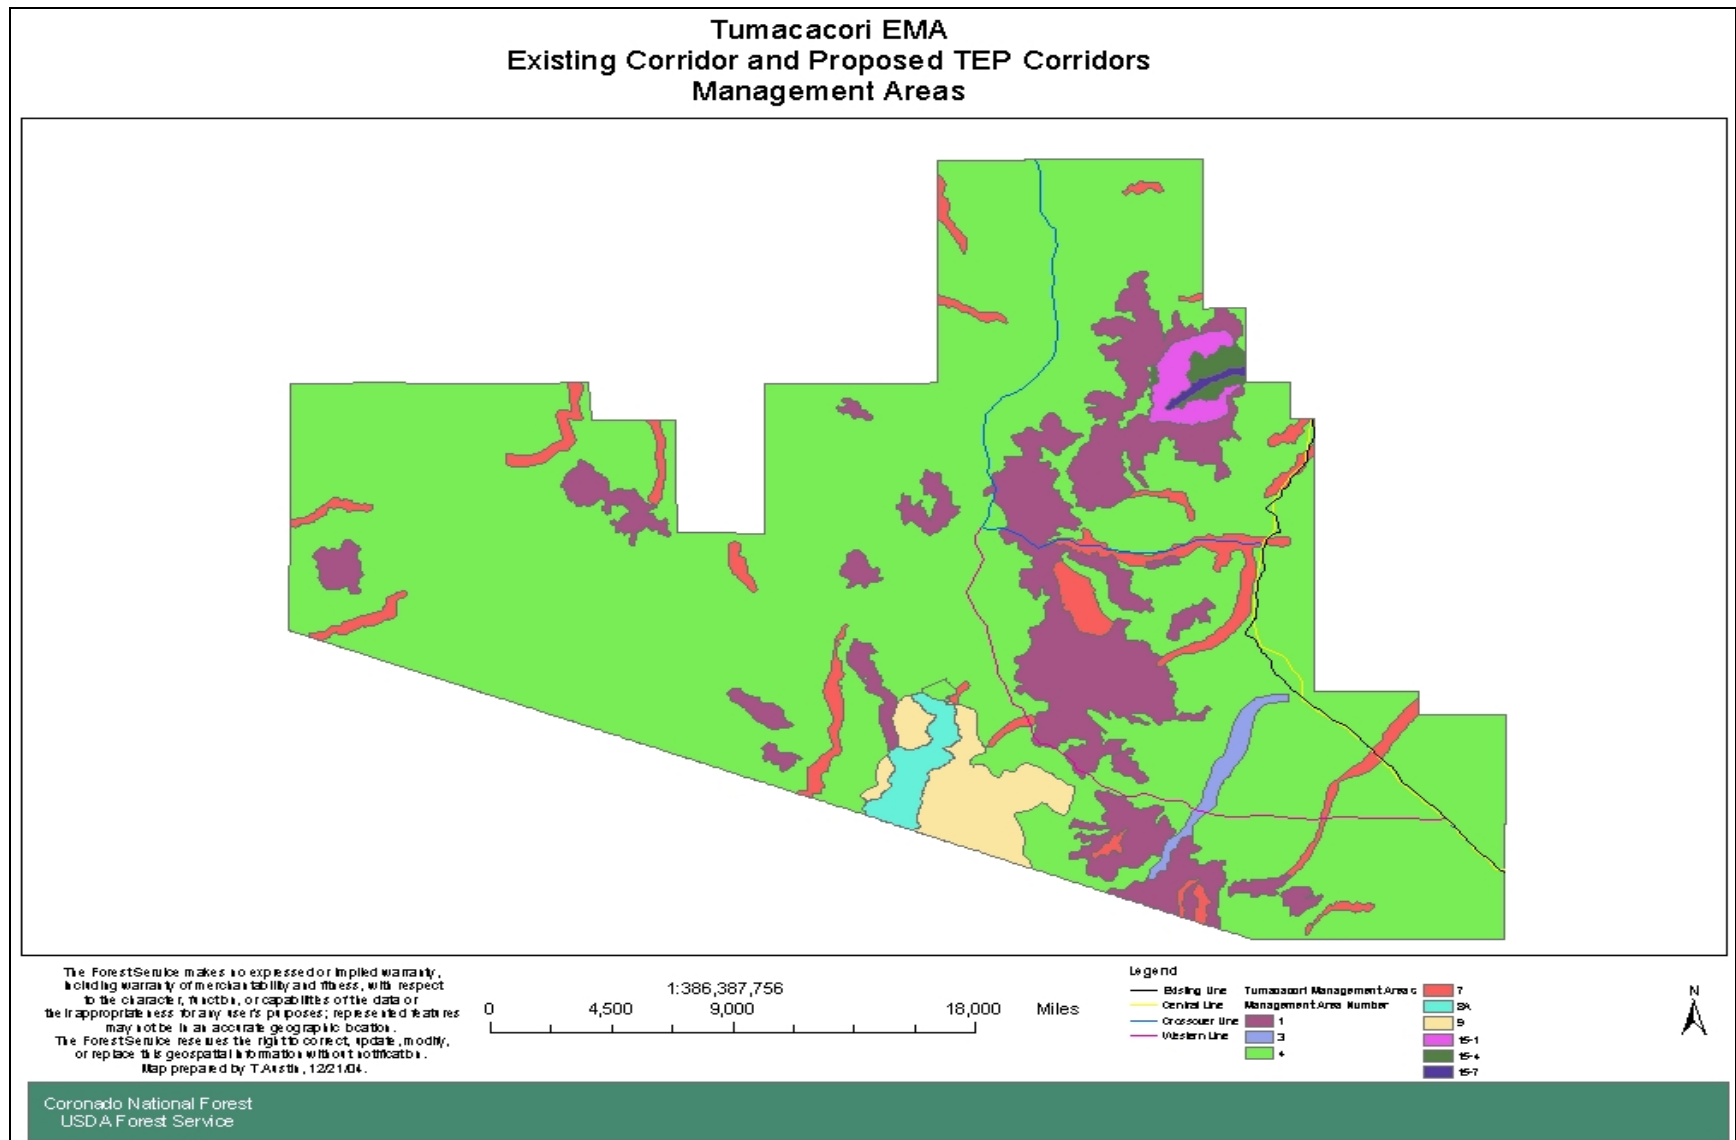 Tumacacori EMA
Existing Corridor and Proposed TEP Corridors
Management Areas
The Forest Service makes no expressed or implied warranty,
including warranty of merchantability and fitness, with respect
to the character, function, or capabilities of the data or
the irappropriateness for any user's purposes; represented features
may not be in an accurate geographic location.
The Forest Service reserves the right to correct, update, modify,
or replace this geospatial information without notification.
Map prepared by T.Austin, 12/21/04.
1:386,387,756
0 4,500 9,000 18,000 Miles
Legend
Existing Line
Central Line
Crossover Line
Western Line
Tumacacori Management Areas
Management Area Number
1
3
4
7
8A
9
15-1
15-4
15-7
N
Coronado National Forest
USDA Forest Service